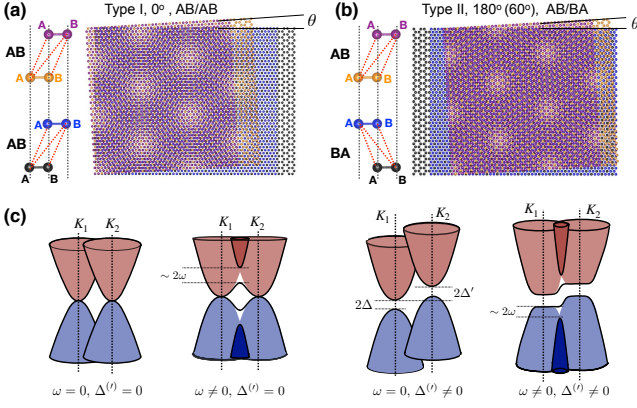 (a)
Type I, 0°, AB/AB
θ
A B
AB
A B
A B
AB
A B
(b)
Type II, 180° (60°), AB/BA
θ
A B
AB
A B
A B
BA
A B
(c)
K₁ K₂
K₁ K₂
~ 2ω
K₁ K₂
2Δ
2Δ′
K₁ K₂
~ 2ω
ω = 0, Δ⁽′⁾ = 0
ω ≠ 0, Δ⁽′⁾ = 0
ω = 0, Δ⁽′⁾ ≠ 0
ω ≠ 0, Δ⁽′⁾ ≠ 0